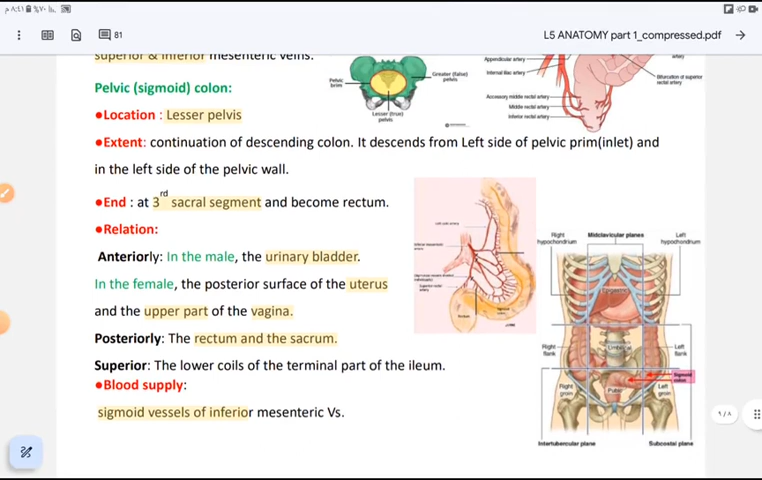 81
L5 ANATOMY part 1_compressed.pdf
superior & inferior mesenteric veins.
Pelvic (sigmoid) colon:
●Location : Lesser pelvis
●Extent: continuation of descending colon. It descends from Left side of pelvic prim(inlet) and
in the left side of the pelvic wall.
●End : at 3rd sacral segment and become rectum.
●Relation:
Anteriorly: In the male, the urinary bladder.
In the female, the posterior surface of the uterus
and the upper part of the vagina.
Posteriorly: The rectum and the sacrum.
Superior: The lower coils of the terminal part of the ileum.
●Blood supply:
sigmoid vessels of inferior mesenteric Vs.
Pelvic
brim
Greater (false)
pelvis
Lesser (true)
pelvis
artery
Appendicular artery
Internal iliac artery
Accessory middle rectal artery
Middle rectal artery
Inferior rectal artery
Bifurcation of superior
rectal artery
Right
hypochondrium
Midclavicular planes
Left
hypochondrium
Right
flank
Umbilical
Left
flank
Sigmoid
colon
Right
groin
Pubic
Left
groin
Intertubercular plane
Subcostal plane
٦/٨